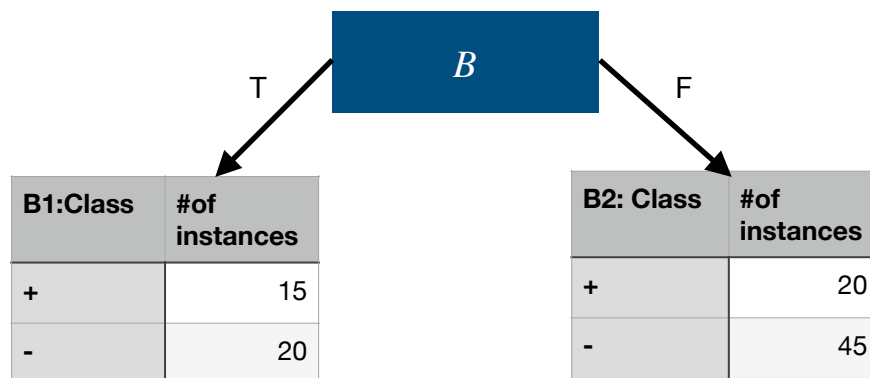 B
T
F
B1:Class #of instances
+ 15
- 20
B2: Class #of instances
+ 20
- 45